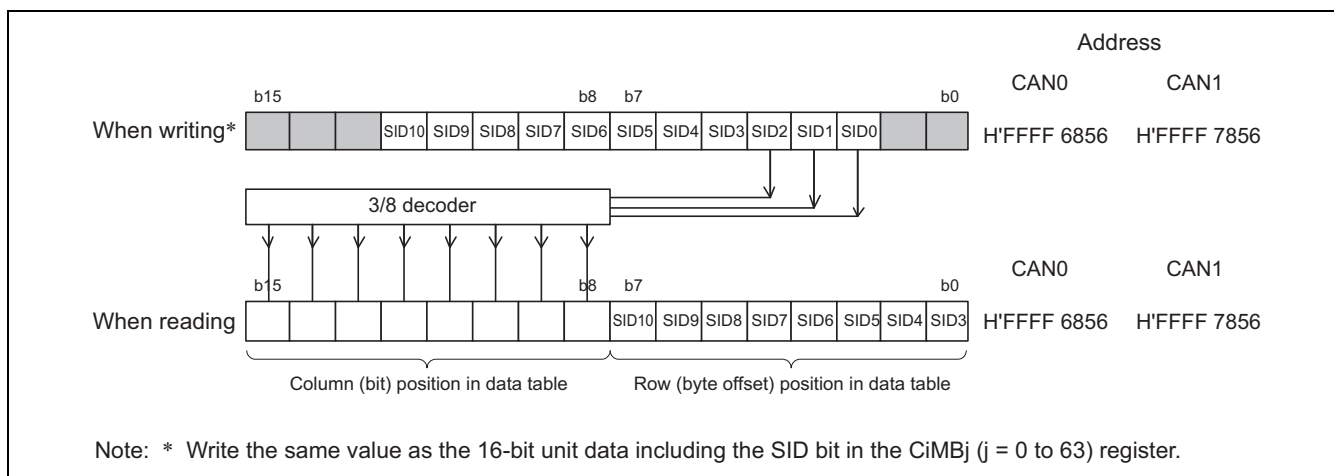 Address
CAN0 CAN1
b15 b8 b7 b0
When writing* SID10 SID9 SID8 SID7 SID6 SID5 SID4 SID3 SID2 SID1 SID0 H'FFFF 6856 H'FFFF 7856
3/8 decoder
CAN0 CAN1
b15 b8 b7 b0
When reading SID10 SID9 SID8 SID7 SID6 SID5 SID4 SID3 H'FFFF 6856 H'FFFF 7856
Column (bit) position in data table Row (byte offset) position in data table
Note: * Write the same value as the 16-bit unit data including the SID bit in the CiMBj (j = 0 to 63) register.